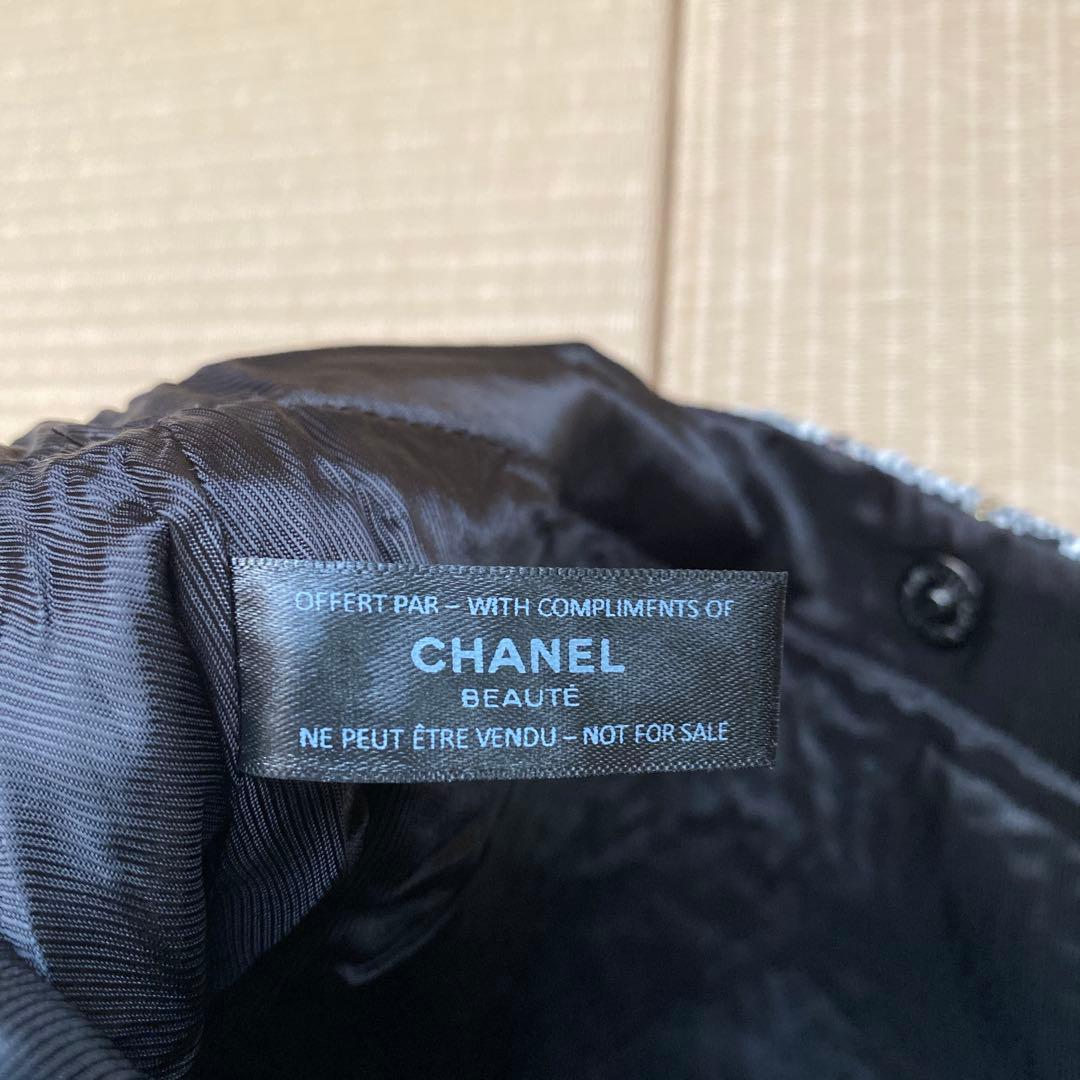 OFFERT PAR – WITH COMPLIMENTS OF
CHANEL
BEAUTÉ
NE PEUT ÊTRE VENDU – NOT FOR SALE